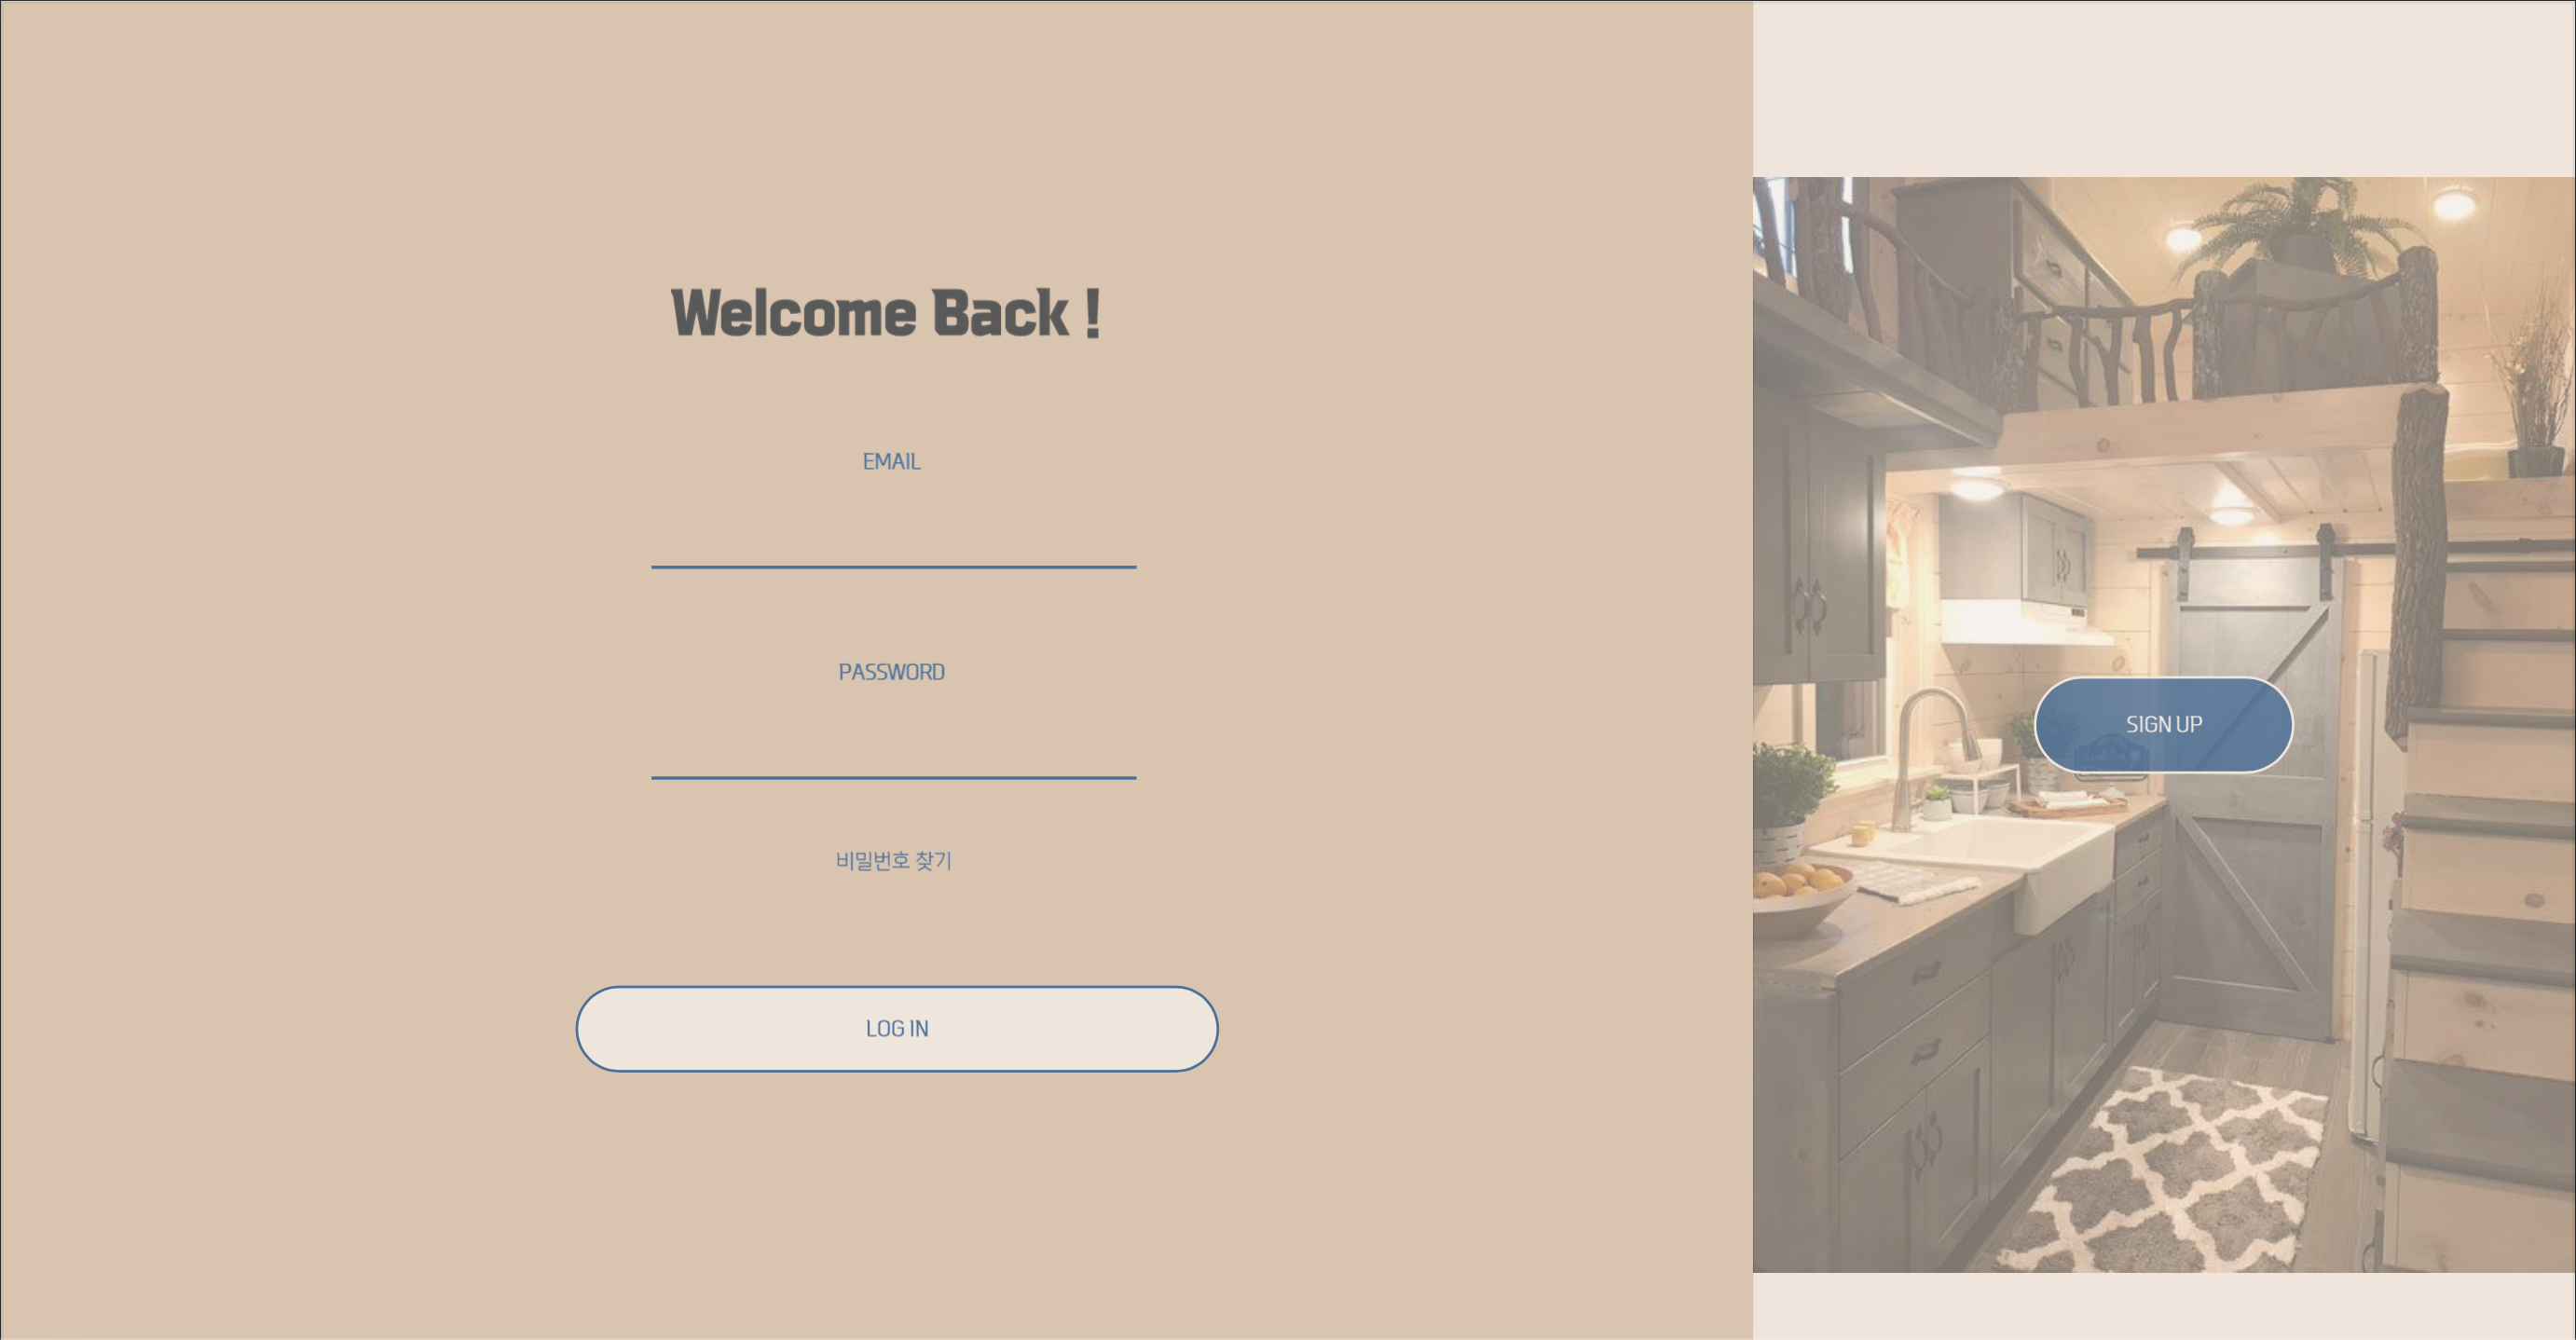 Welcome Back !
EMAIL
PASSWORD
비밀번호 찾기
LOG IN
SIGN UP